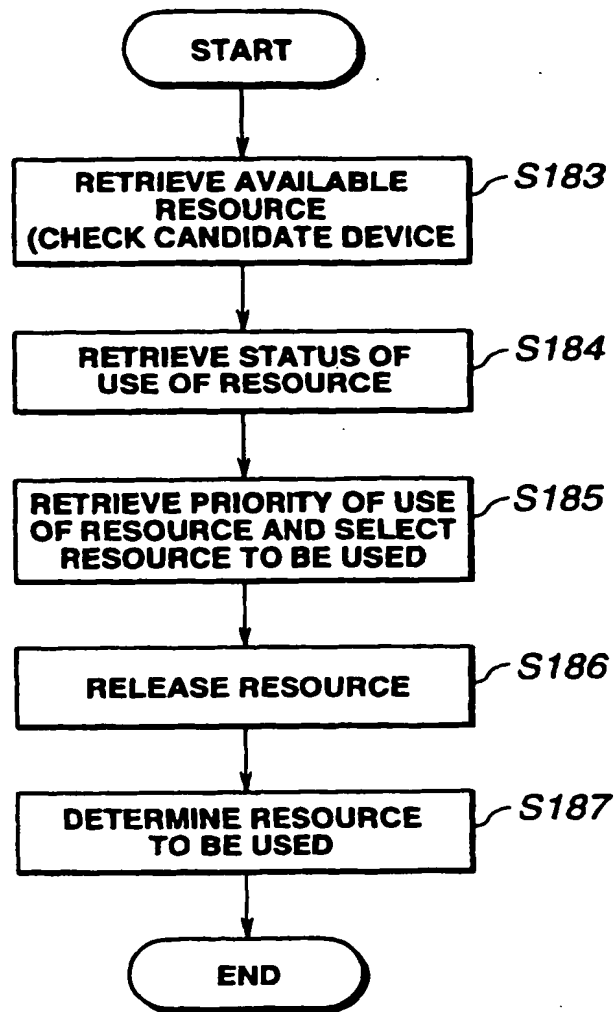 START
RETRIEVE AVAILABLE
RESOURCE
(CHECK CANDIDATE DEVICE
S183
RETRIEVE STATUS OF
USE OF RESOURCE
S184
RETRIEVE PRIORITY OF USE
OF RESOURCE AND SELECT
RESOURCE TO BE USED
S185
RELEASE RESOURCE
S186
DETERMINE RESOURCE
TO BE USED
S187
END